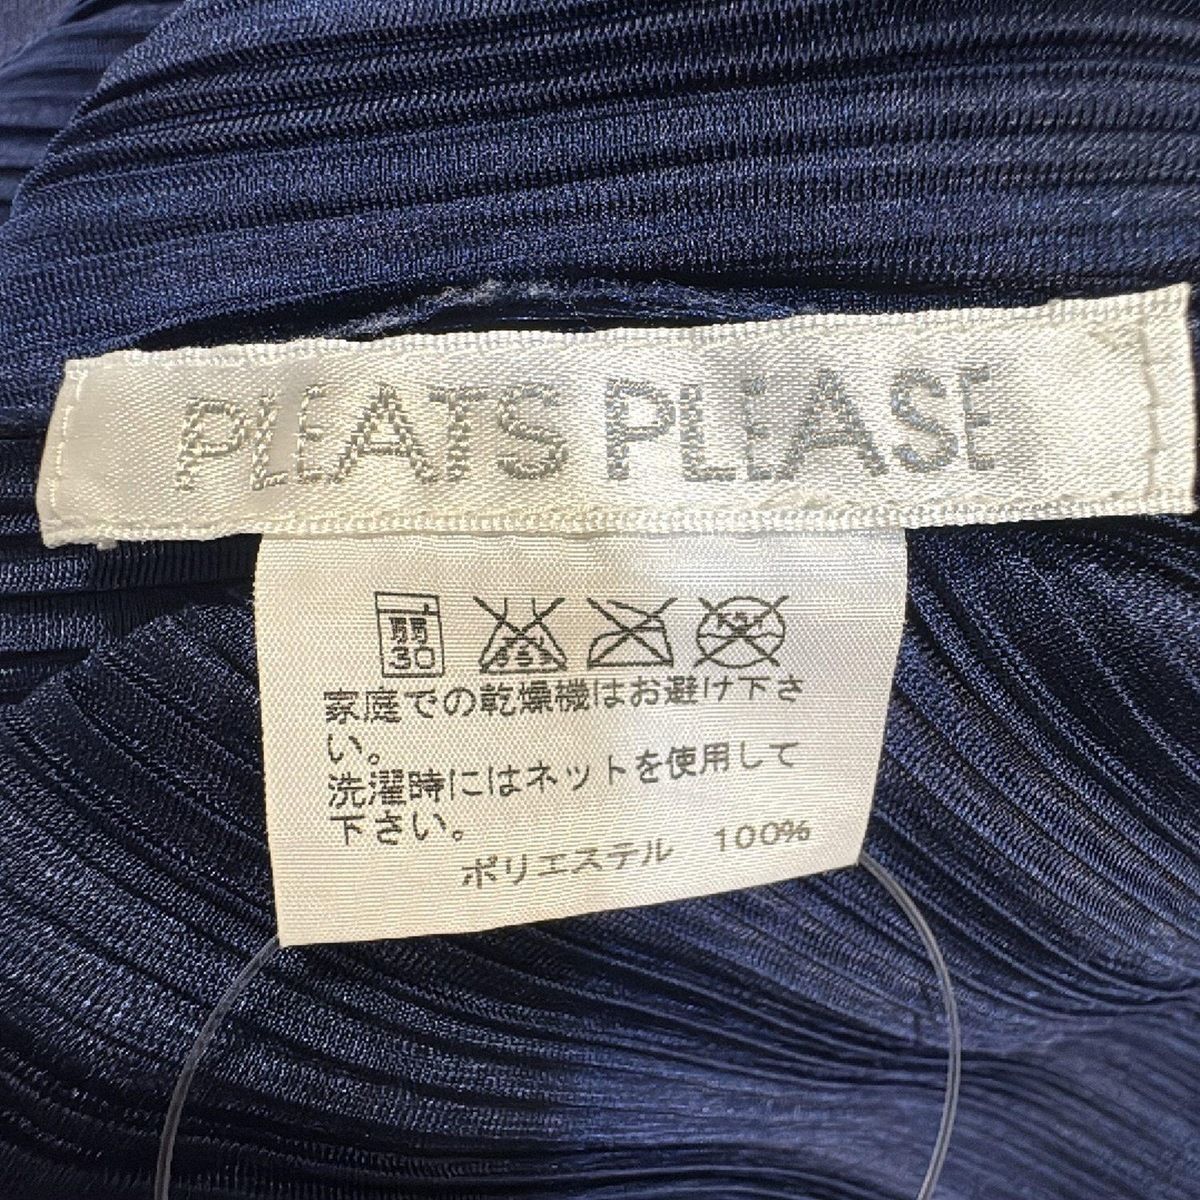 PLEATS PLEASE
弱
30
家庭での乾燥機はお避け下さ
い。
洗濯時にはネットを使用して
下さい。
ポリエステル 100%